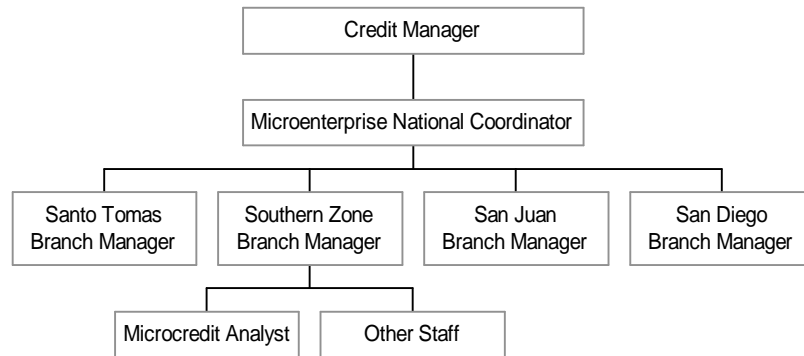 Credit Manager
Microenterprise National Coordinator
Santo Tomas
Branch Manager
Southern Zone
Branch Manager
San Juan
Branch Manager
San Diego
Branch Manager
Microcredit Analyst
Other Staff